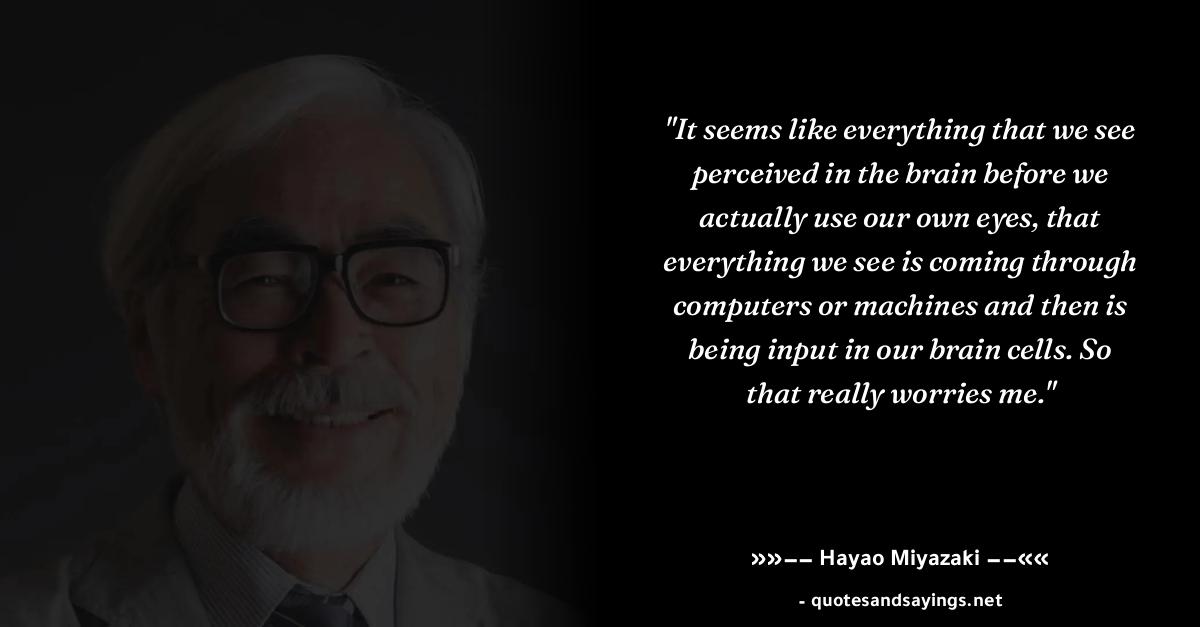 "It seems like everything that we see
perceived in the brain before we
actually use our own eyes, that
everything we see is coming through
computers or machines and then is
being input in our brain cells. So
that really worries me."
»»−− Hayao Miyazaki −−««
- quotesandsayings.net